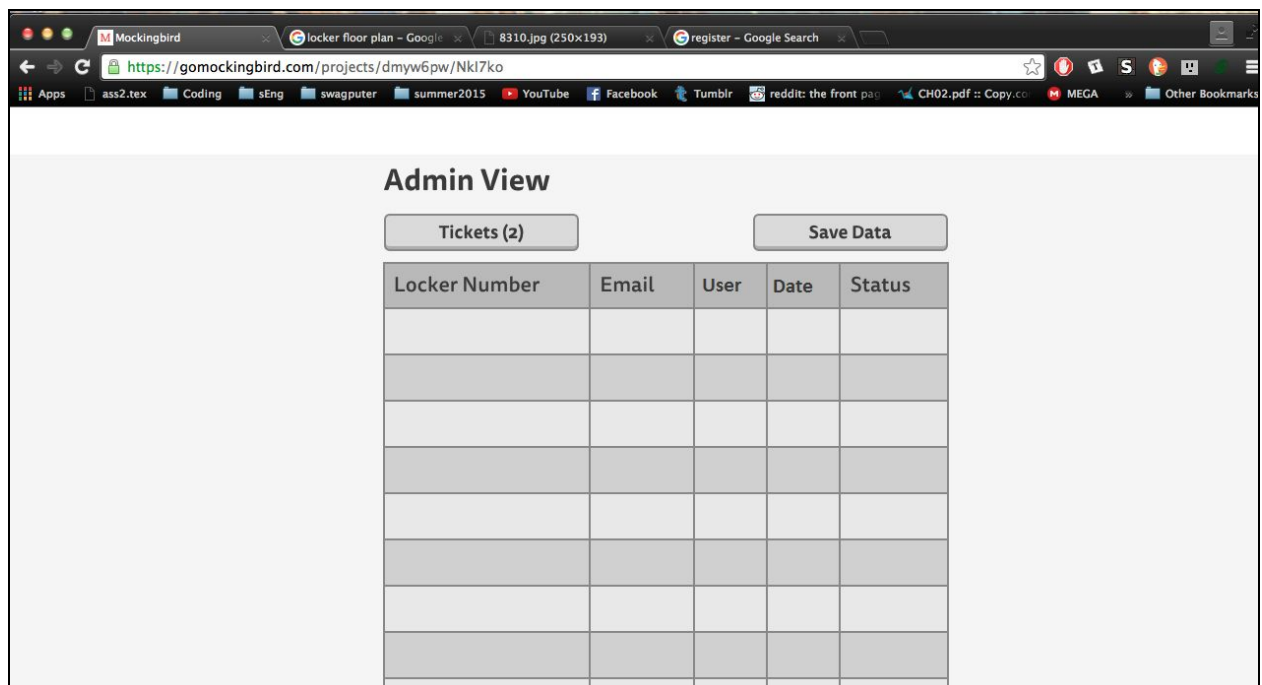 Mockingbird
locker floor plan – Google
8310.jpg (250×193)
register – Google Search
https://gomockingbird.com/projects/dmyw6pw/NkI7ko
Apps ass2.tex Coding sEng swagputer summer2015 YouTube Facebook Tumblr reddit: the front pag CH02.pdf :: Copy.co MEGA » Other Bookmarks
Admin View
Tickets (2) Save Data
Locker Number Email User Date Status